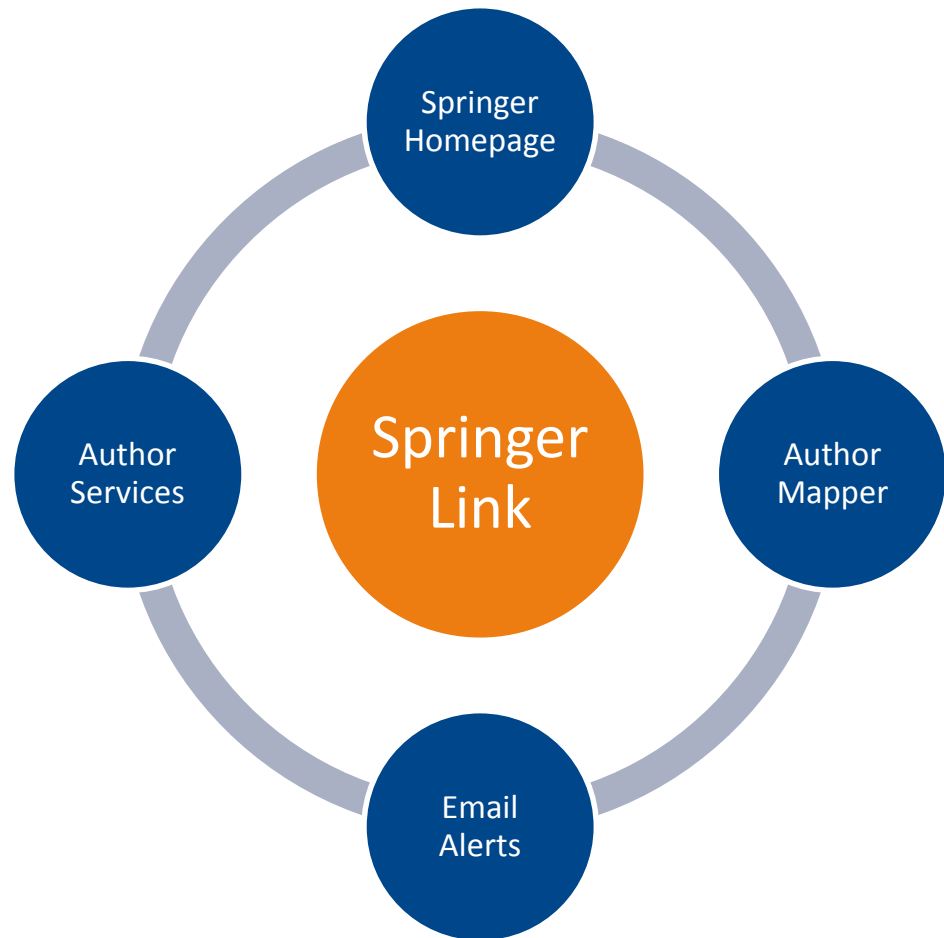 Springer
Homepage
Author
Services
Springer
Link
Author
Mapper
Email
Alerts